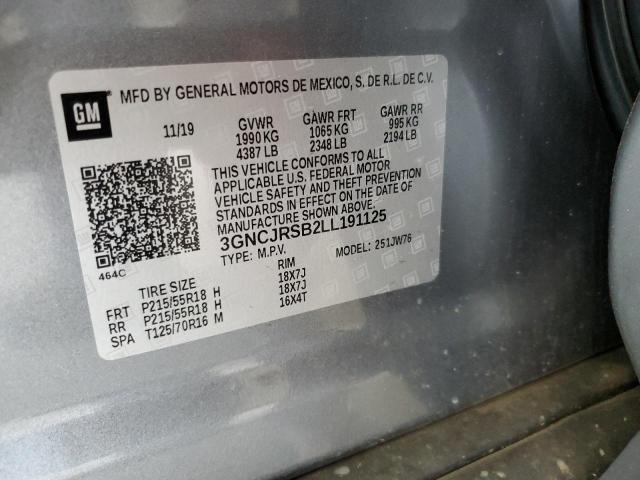 GM
MFD BY GENERAL MOTORS DE MEXICO, S. DE R.L. DE C.V.
11/19 GVWR GAWR FRT GAWR RR
1990 KG 1065 KG 995 KG
4387 LB 2348 LB 2194 LB
THIS VEHICLE CONFORMS TO ALL
APPLICABLE U.S. FEDERAL MOTOR
VEHICLE SAFETY AND THEFT PREVENTION
STANDARDS IN EFFECT ON THE DATE OF
MANUFACTURE SHOWN ABOVE.
3GNCJRSB2LL191125
TYPE: M.P.V. MODEL: 251JW76
464C
TIRE SIZE RIM
FRT P215/55R18 H 18X7J
RR P215/55R18 H 18X7J
SPA T125/70R16 M 16X4T